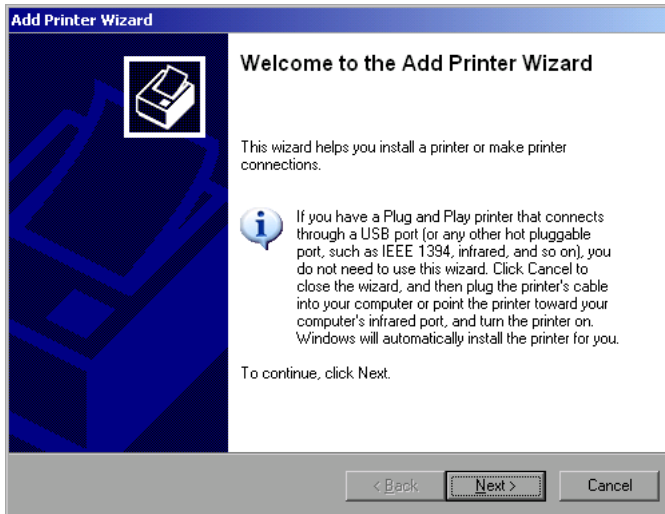 Add Printer Wizard
Welcome to the Add Printer Wizard
This wizard helps you install a printer or make printer
connections.
If you have a Plug and Play printer that connects
through a USB port (or any other hot pluggable
port, such as IEEE 1394, infrared, and so on), you
do not need to use this wizard. Click Cancel to
close the wizard, and then plug the printer's cable
into your computer or point the printer toward your
computer's infrared port, and turn the printer on.
Windows will automatically install the printer for you.
To continue, click Next.
< Back
Next >
Cancel